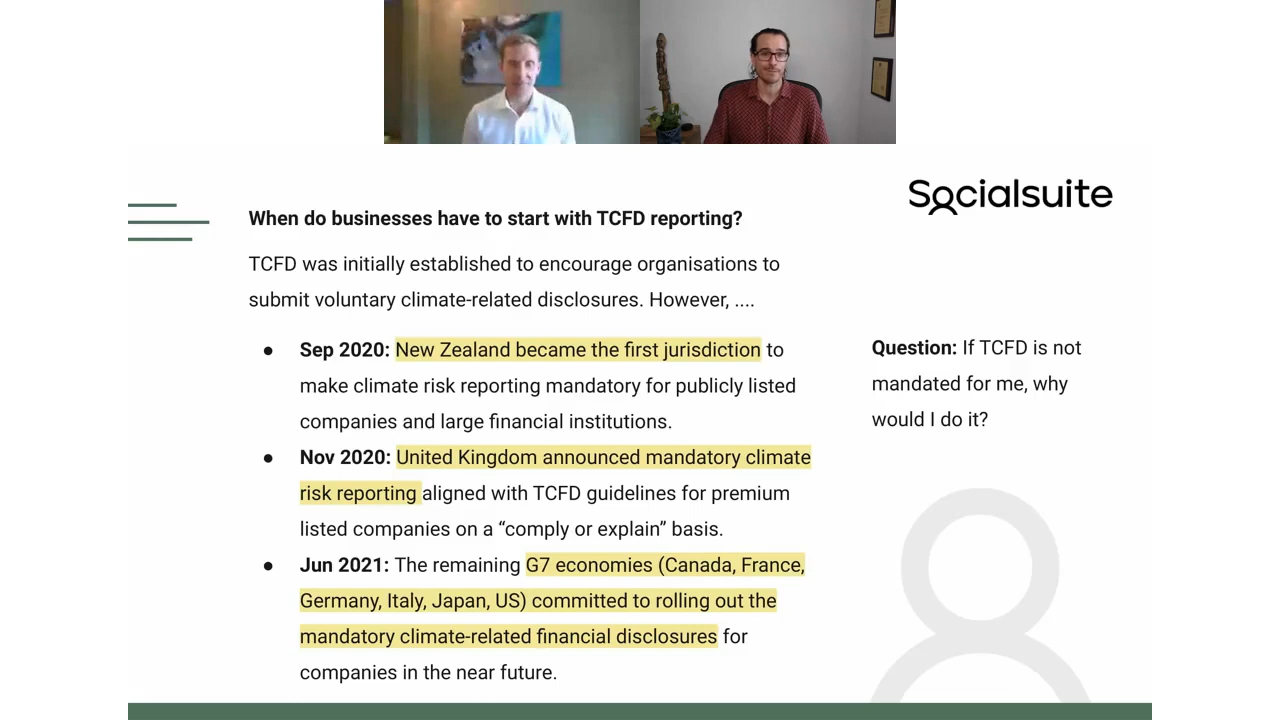 Socialsuite
When do businesses have to start with TCFD reporting?
TCFD was initially established to encourage organisations to
submit voluntary climate-related disclosures. However, ....
● Sep 2020: New Zealand became the first jurisdiction to
make climate risk reporting mandatory for publicly listed
companies and large financial institutions.
● Nov 2020: United Kingdom announced mandatory climate
risk reporting aligned with TCFD guidelines for premium
listed companies on a “comply or explain” basis.
● Jun 2021: The remaining G7 economies (Canada, France,
Germany, Italy, Japan, US) committed to rolling out the
mandatory climate-related financial disclosures for
companies in the near future.
Question: If TCFD is not
mandated for me, why
would I do it?